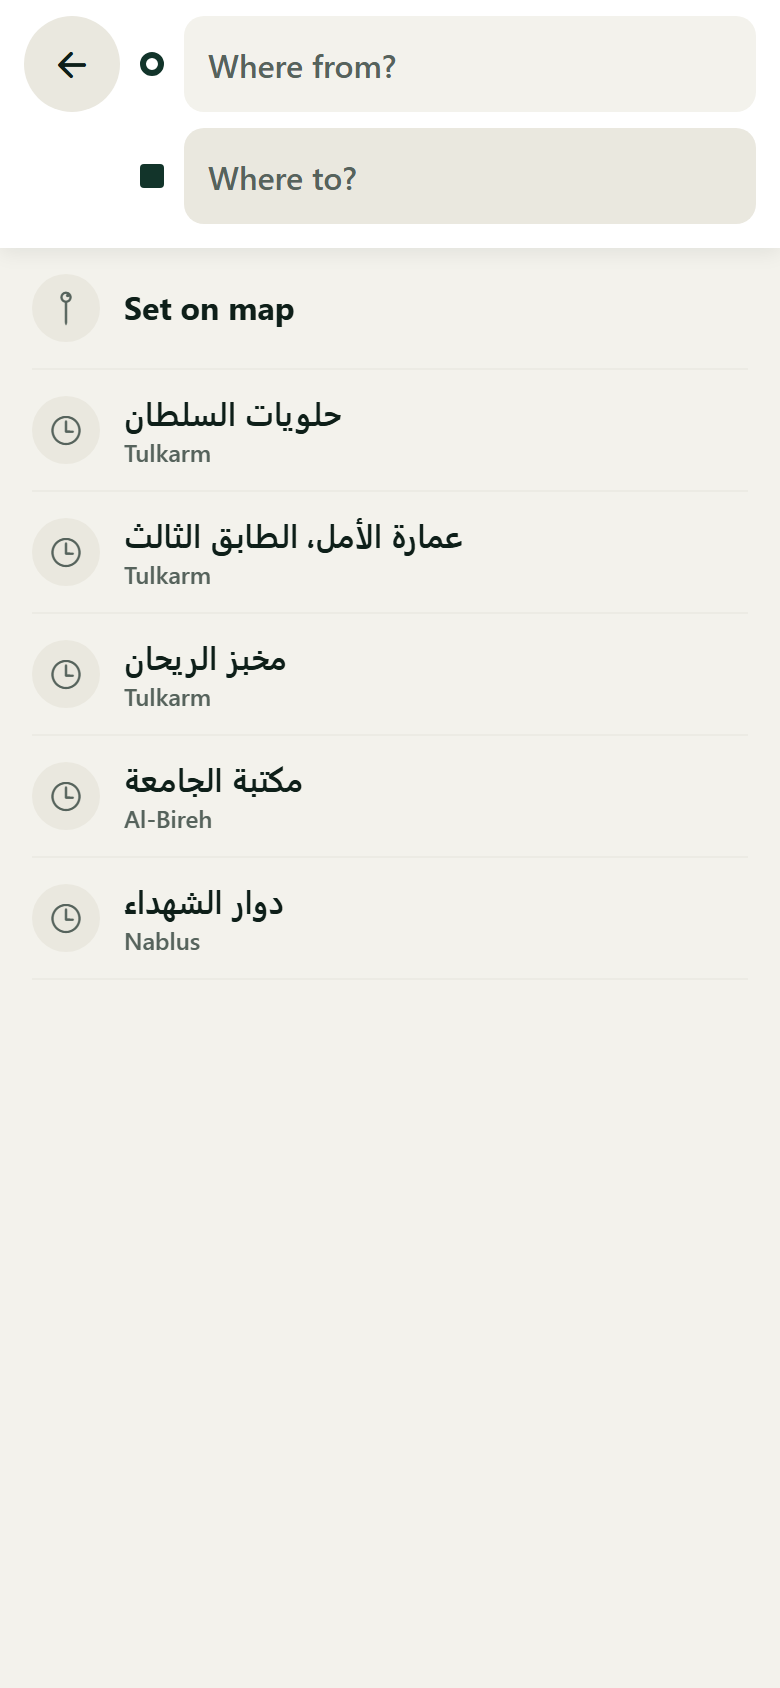 Where from?
Where to?
Set on map
حلويات السلطان
Tulkarm
عمارة الأمل، الطابق الثالث
Tulkarm
مخبز الريحان
Tulkarm
مكتبة الجامعة
Al-Bireh
دوار الشهداء
Nablus